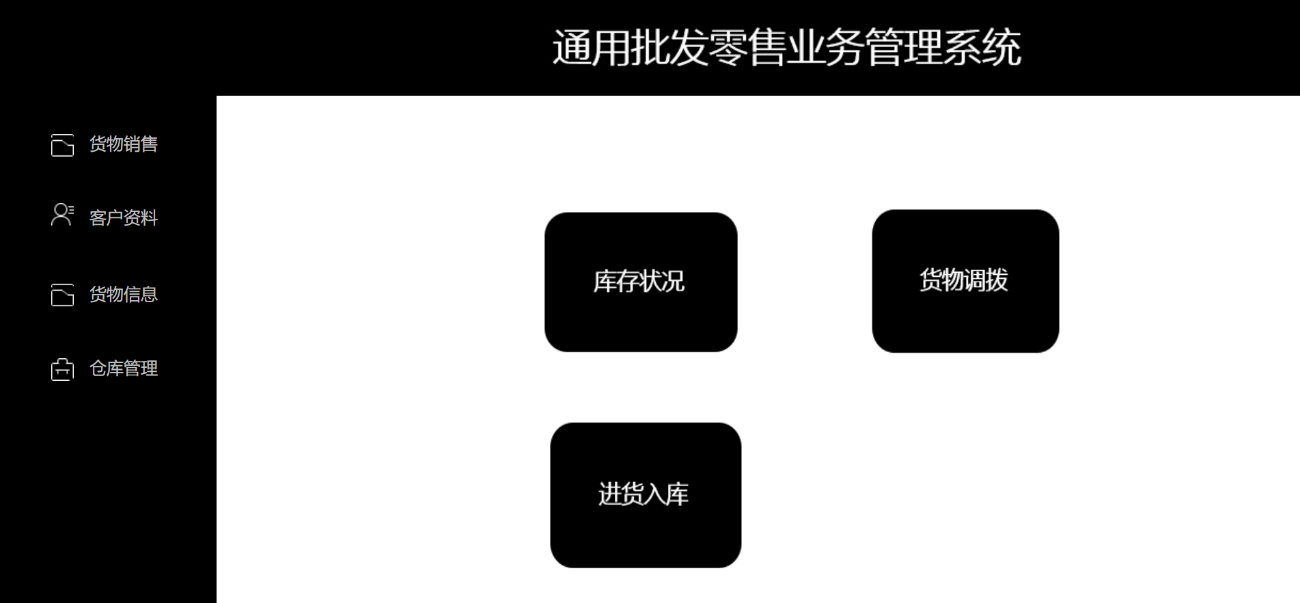 通用批发零售业务管理系统
货物销售
客户资料
货物信息
仓库管理
库存状况
货物调拨
进货入库